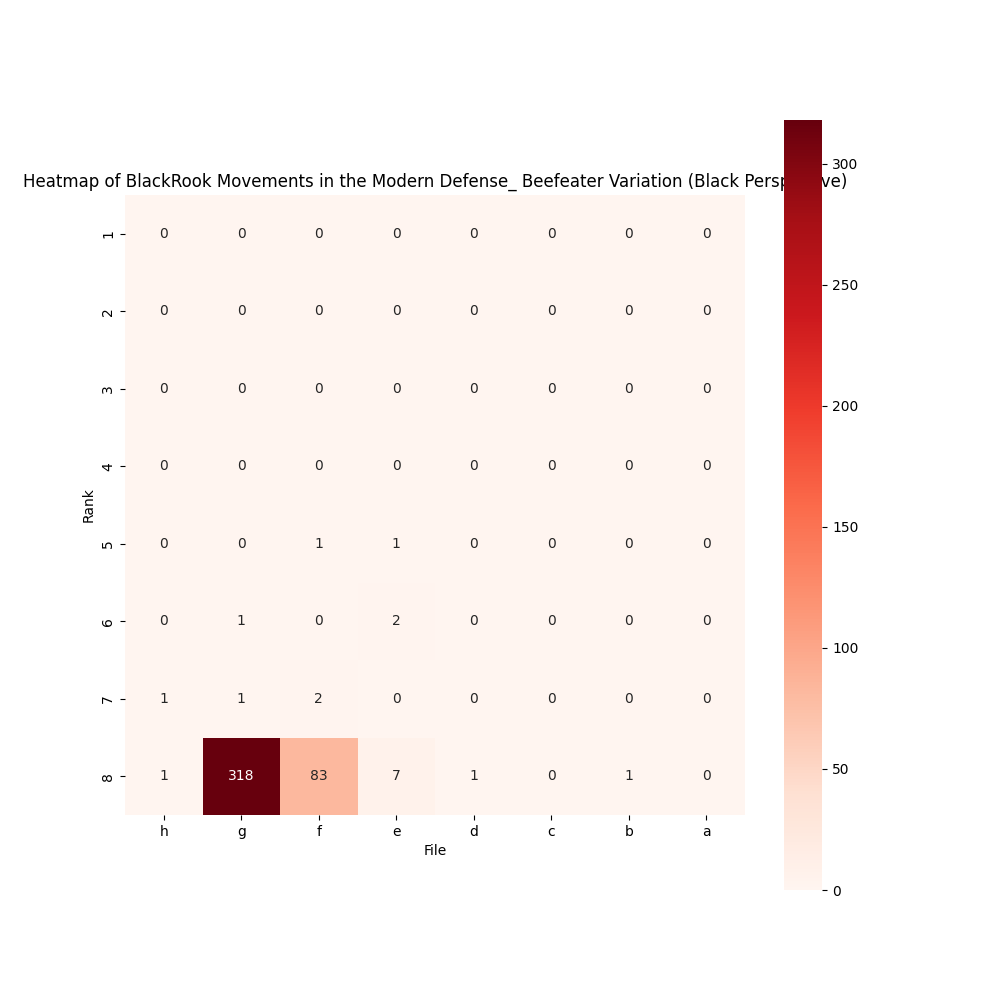 Heatmap of BlackRook Movements in the Modern Defense_ Beefeater Variation (Black Persp ve)
300
250
200
150
100
50
0
Rank
1 0 0 0 0 0 0 0 0
2 0 0 0 0 0 0 0 0
3 0 0 0 0 0 0 0 0
4 0 0 0 0 0 0 0 0
5 0 0 1 1 0 0 0 0
6 0 1 0 2 0 0 0 0
7 1 1 2 0 0 0 0 0
8 1 318 83 7 1 0 1 0
h g f e d c b a
File